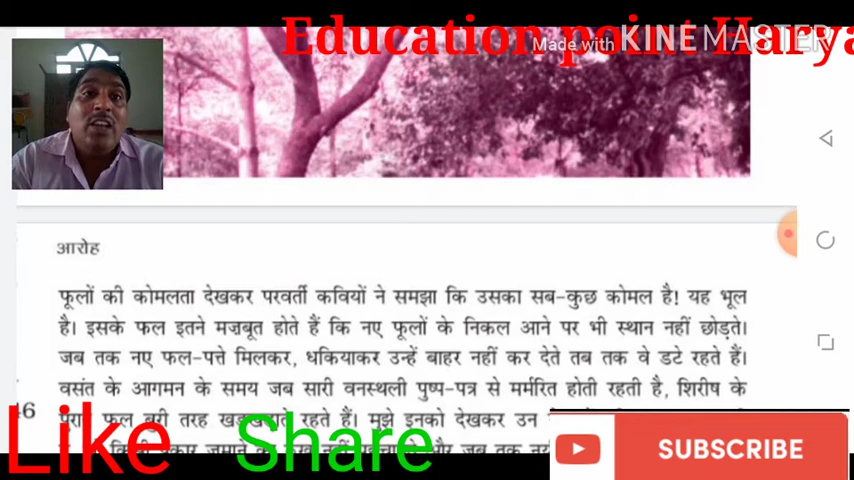 Education point Harya
Made with KINEMASTER
आरोह
फूलों की कोमलता देखकर परवर्ती कवियों ने समझा कि उसका सब-कुछ कोमल है! यह भूल
है। इसके फल इतने मज़बूत होते हैं कि नए फूलों के निकल आने पर भी स्थान नहीं छोड़ते।
जब तक नए फल-पत्ते मिलकर, धकियाकर उन्हें बाहर नहीं कर देते तब तक वे डटे रहते हैं।
वसंत के आगमन के समय जब सारी वनस्थली पुष्प-पत्र से मर्मरित होती रहती है, शिरीष के
46
पुराने फल बुरी तरह खड़खड़ाते रहते हैं। मुझे इनको देखकर उन
और जब तक
Like Share
SUBSCRIBE